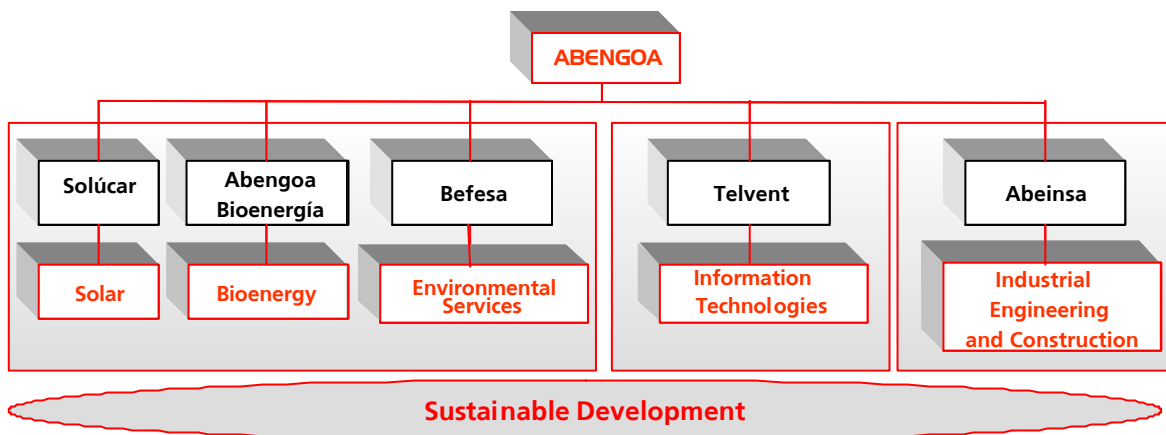 ABENGOA
Solúcar
Abengoa
Bioenergía
Befesa
Telvent
Abeinsa
Solar
Bioenergy
Environmental
Services
Information
Technologies
Industrial
Engineering
and Construction
Sustainable Development